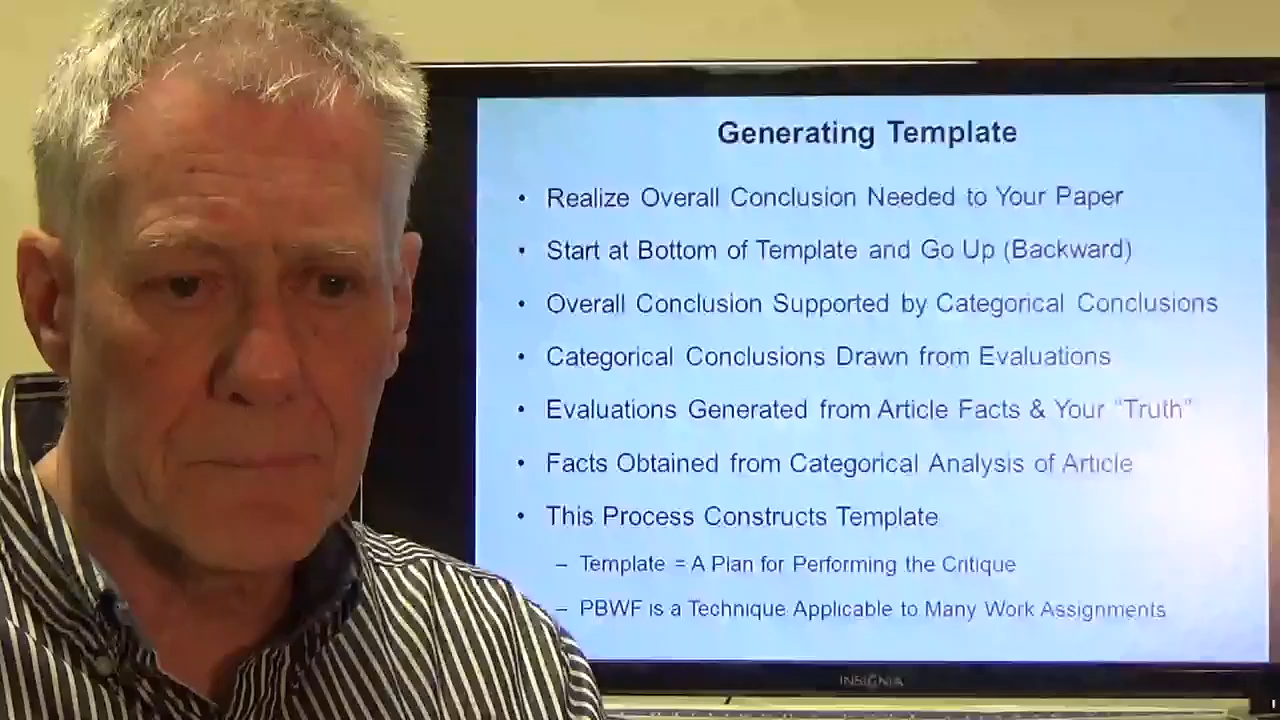 Generating Template
• Realize Overall Conclusion Needed to Your Paper
• Start at Bottom of Template and Go Up (Backward)
• Overall Conclusion Supported by Categorical Conclusions
• Categorical Conclusions Drawn from Evaluations
• Evaluations Generated from Article Facts & Your "Truth"
• Facts Obtained from Categorical Analysis of Article
• This Process Constructs Template
– Template = A Plan for Performing the Critique
– PBWF is a Technique Applicable to Many Work Assignments
INSIGNIA